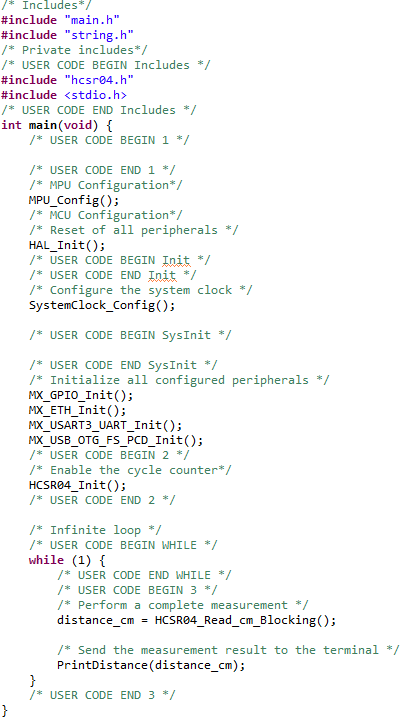 /* Includes*/
#include "main.h"
#include "string.h"
/* Private includes*/
/* USER CODE BEGIN Includes */
#include "hcsr04.h"
#include <stdio.h>
/* USER CODE END Includes */
int main(void) {
/* USER CODE BEGIN 1 */
/* USER CODE END 1 */
/* MPU Configuration*/
MPU_Config();
/* MCU Configuration*/
/* Reset of all peripherals */
HAL_Init();
/* USER CODE BEGIN Init */
/* USER CODE END Init */
/* Configure the system clock */
SystemClock_Config();
/* USER CODE BEGIN SysInit */
/* USER CODE END SysInit */
/* Initialize all configured peripherals */
MX_GPIO_Init();
MX_ETH_Init();
MX_USART3_UART_Init();
MX_USB_OTG_FS_PCD_Init();
/* USER CODE BEGIN 2 */
/* Enable the cycle counter*/
HCSR04_Init();
/* USER CODE END 2 */
/* Infinite loop */
/* USER CODE BEGIN WHILE */
while (1) {
/* USER CODE END WHILE */
/* USER CODE BEGIN 3 */
/* Perform a complete measurement */
distance_cm = HCSR04_Read_cm_Blocking();
/* Send the measurement result to the terminal */
PrintDistance(distance_cm);
}
/* USER CODE END 3 */
}